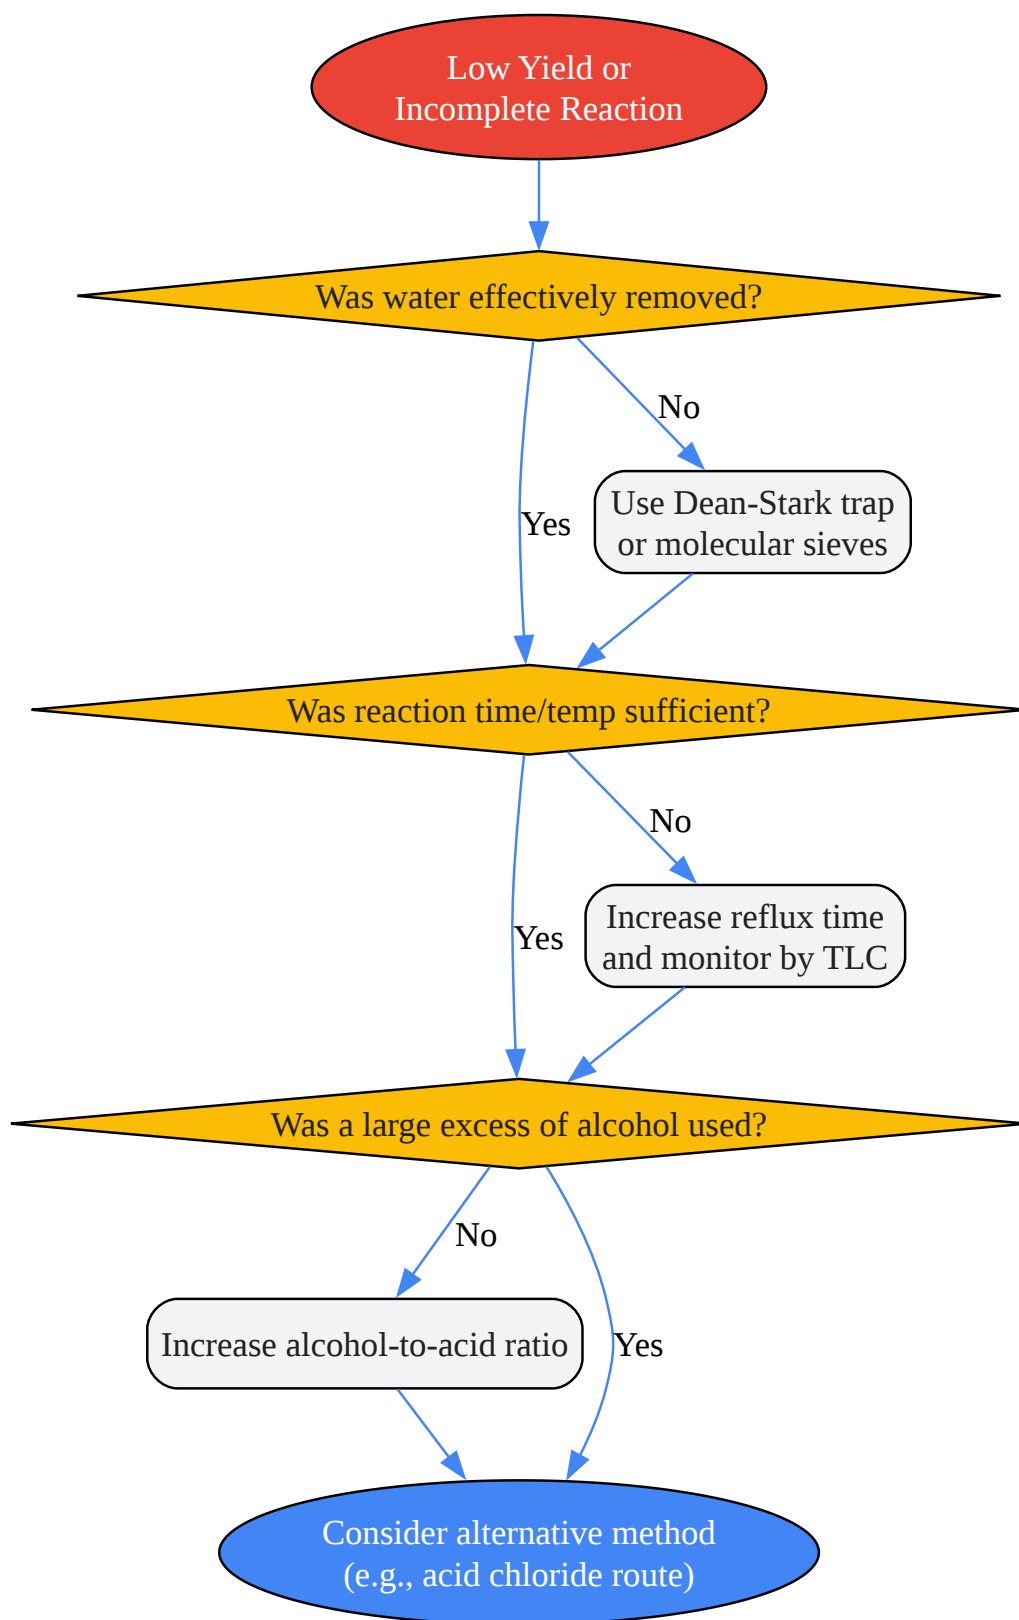 Low Yield or
Incomplete Reaction
Was water effectively removed?
No
Use Dean-Stark trap
or molecular sieves
Yes
Was reaction time/temp sufficient?
No
Increase reflux time
and monitor by TLC
Yes
Was a large excess of alcohol used?
No
Increase alcohol-to-acid ratio
Yes
Consider alternative method
(e.g., acid chloride route)